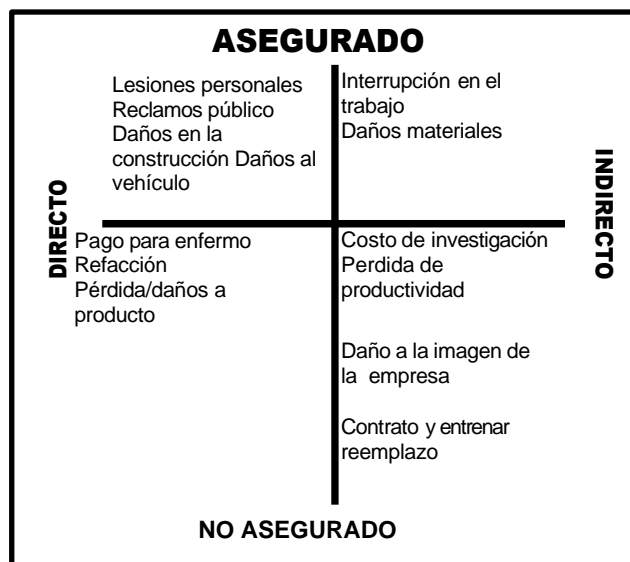 ASEGURADO
Lesiones personales
Reclamos público
Daños en la
construcción Daños al
vehículo
Interrupción en el
trabajo
Daños materiales
DIRECTO
INDIRECTO
Pago para enfermo
Refacción
Pérdida/daños a
producto
Costo de investigación
Perdida de
productividad
Daño a la imagen de
la empresa
Contrato y entrenar
reemplazo
NO ASEGURADO